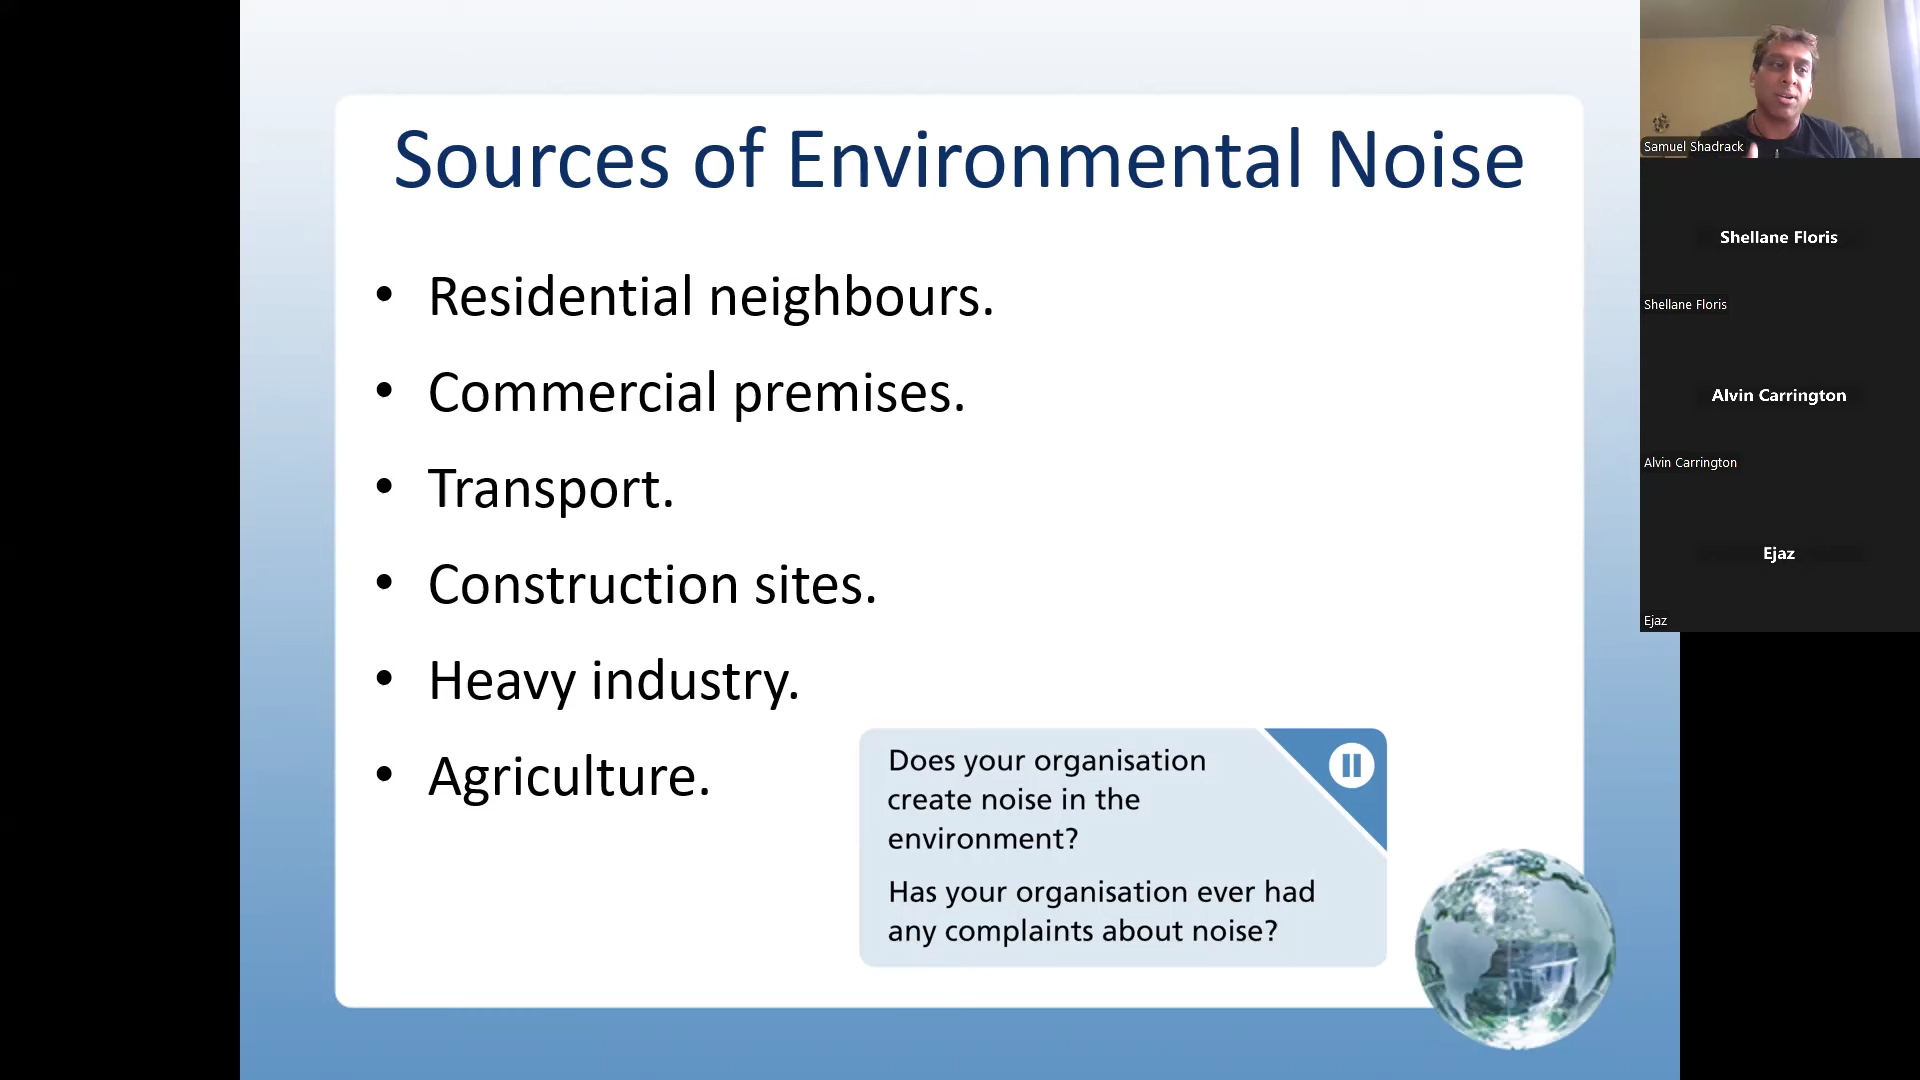 Sources of Environmental Noise
• Residential neighbours.
• Commercial premises.
• Transport.
• Construction sites.
• Heavy industry.
• Agriculture.
Does your organisation
create noise in the
environment?
Has your organisation ever had
any complaints about noise?
Samuel Shadrack
Shellane Floris
Shellane Floris
Alvin Carrington
Alvin Carrington
Ejaz
Ejaz